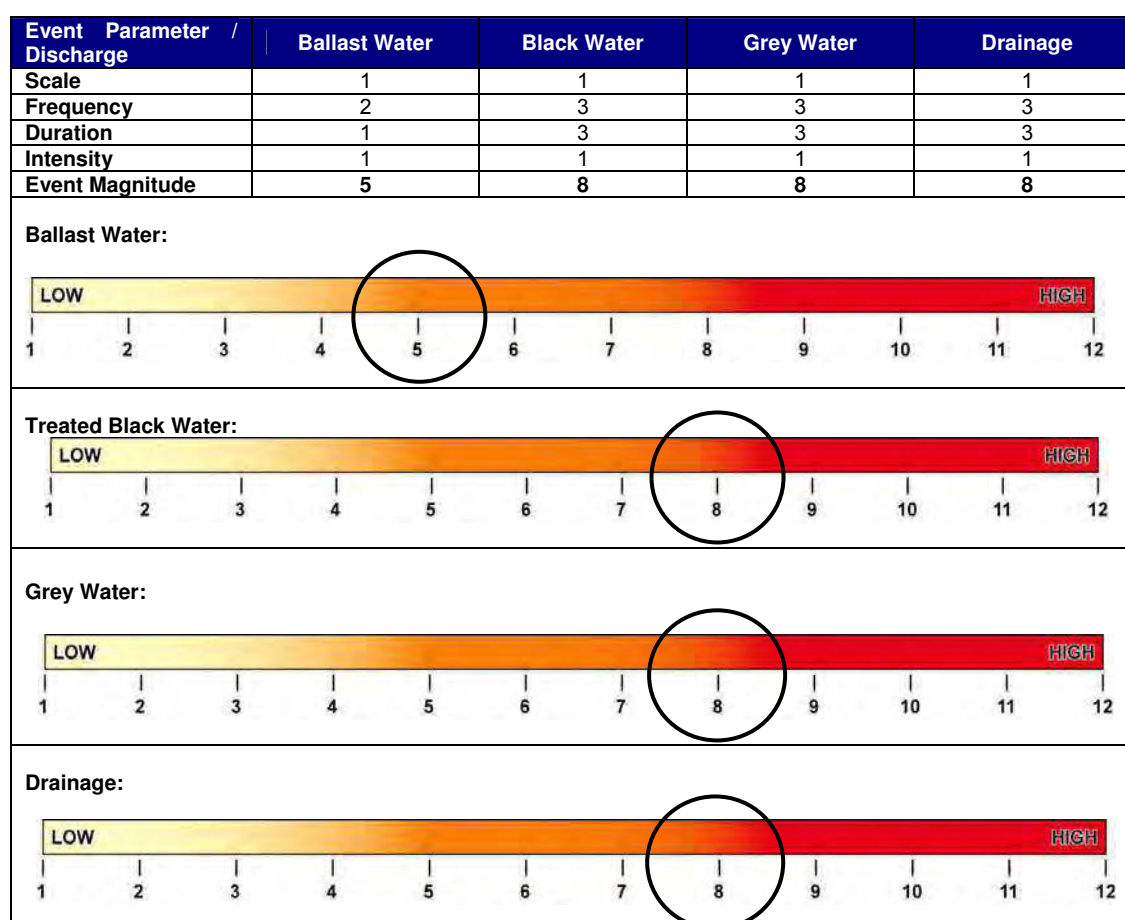 Event Parameter / Discharge | Ballast Water Black Water Grey Water Drainage
Scale 1 1 1 1
Frequency 2 3 3 3
Duration 1 3 3 3
Intensity 1 1 1 1
Event Magnitude 5 8 8 8
Ballast Water:
LOW HIGH
1 2 3 4 5 6 7 8 9 10 11 12
Treated Black Water:
LOW HIGH
1 2 3 4 5 6 7 8 9 10 11 12
Grey Water:
LOW HIGH
1 2 3 4 5 6 7 8 9 10 11 12
Drainage:
LOW HIGH
1 2 3 4 5 6 7 8 9 10 11 12